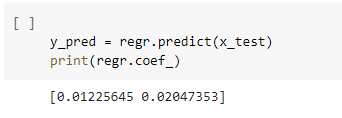 [ ]
y_pred = regr.predict(x_test)
print(regr.coef_)
[0.01225645 0.02047353]